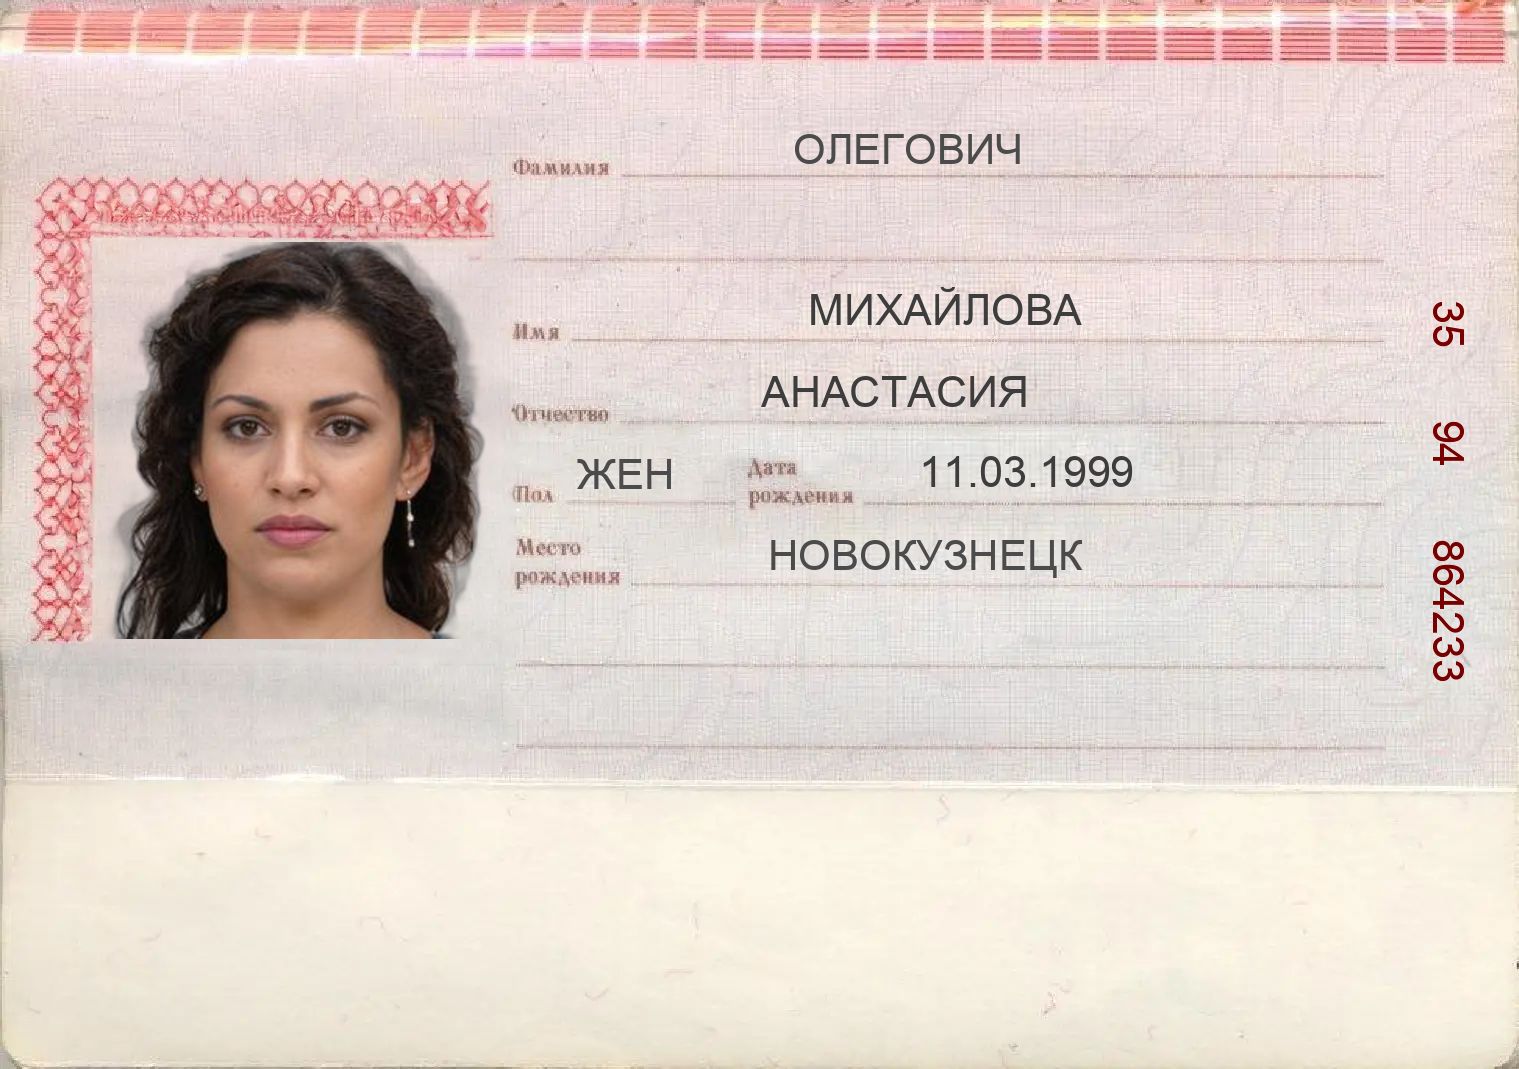 Фамилия ОЛЕГОВИЧ
Имя МИХАЙЛОВА
Отчество АНАСТАСИЯ
Пол ЖЕН Дата рождения 11.03.1999
Место рождения НОВОКУЗНЕЦК
35 94 864233